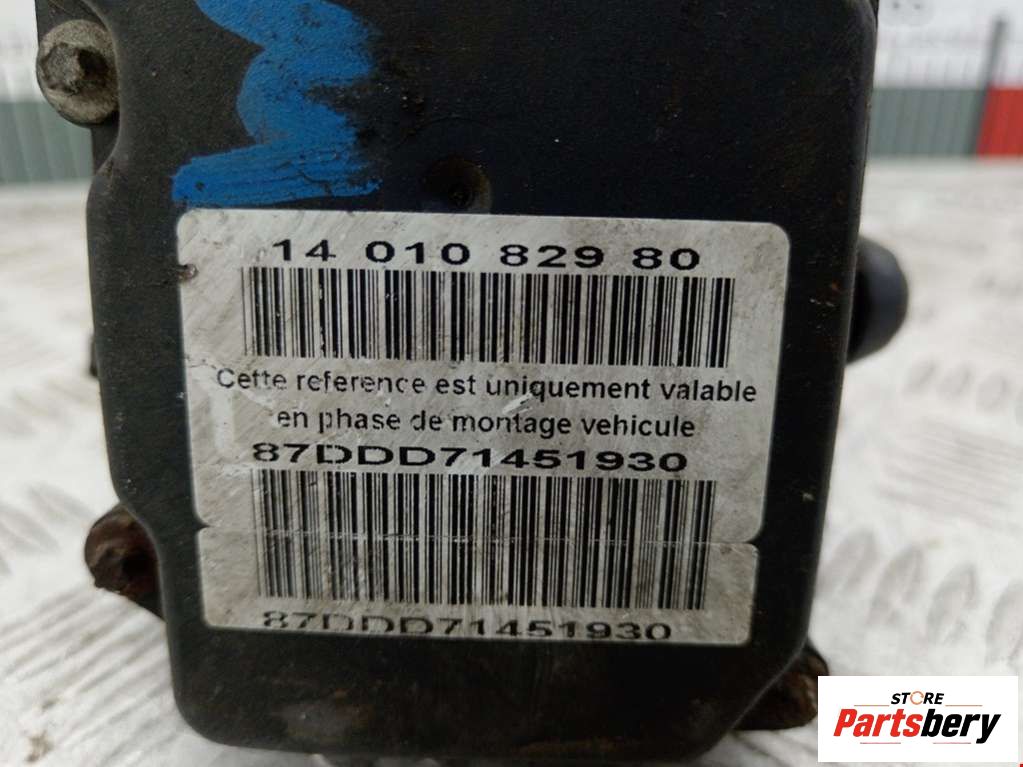 14 010 829 80
Cette reference est uniquement valable
en phase de montage vehicule
87DDD71451930
87DDD71451930
STORE
Partsbery